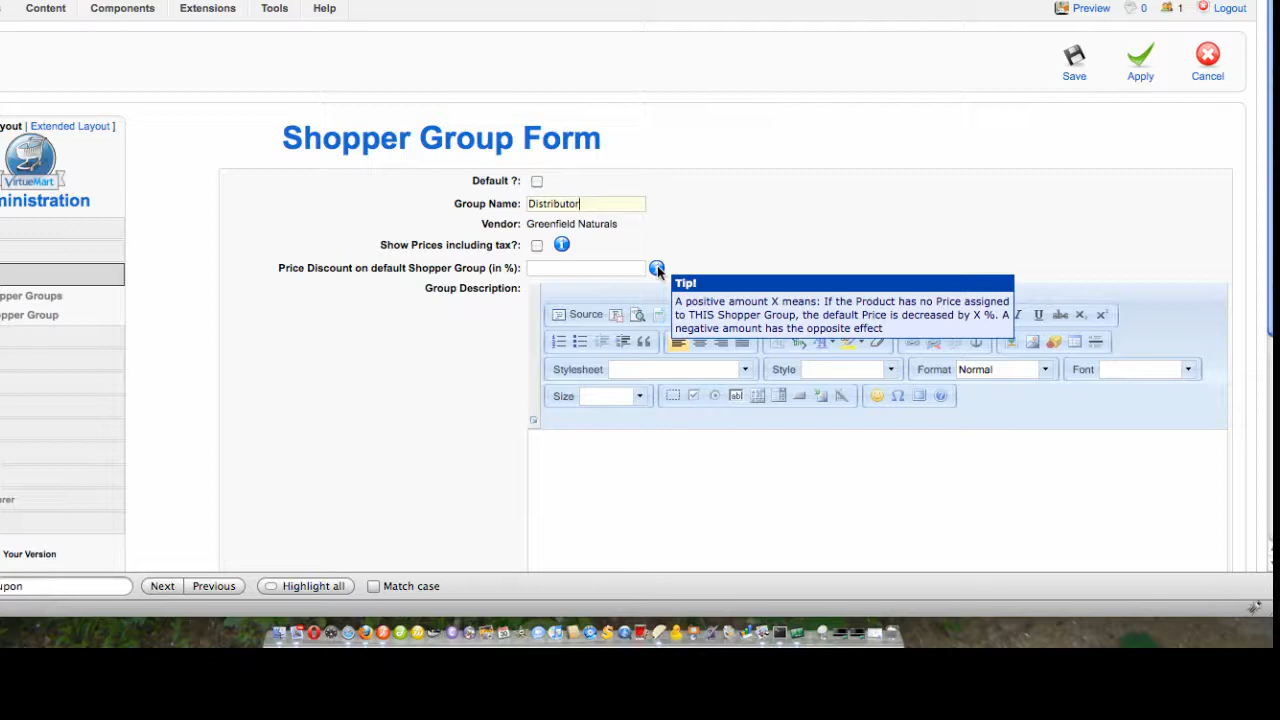 Content Components Extensions Tools Help Preview 0 1 Logout
Save Apply Cancel
yout | Extended Layout ]
Shopper Group Form
VirtueMart
ministration
Default ?:
Group Name: Distributor
Vendor: Greenfield Naturals
Show Prices including tax?:
Price Discount on default Shopper Group (in %):
Group Description:
Tip!
A positive amount X means: If the Product has no Price assigned
to THIS Shopper Group, the default Price is decreased by X %. A
negative amount has the opposite effect
pper Groups
pper Group
Source
Stylesheet Style Format Normal Font
Size
rer
Your Version
upon Next Previous Highlight all Match case